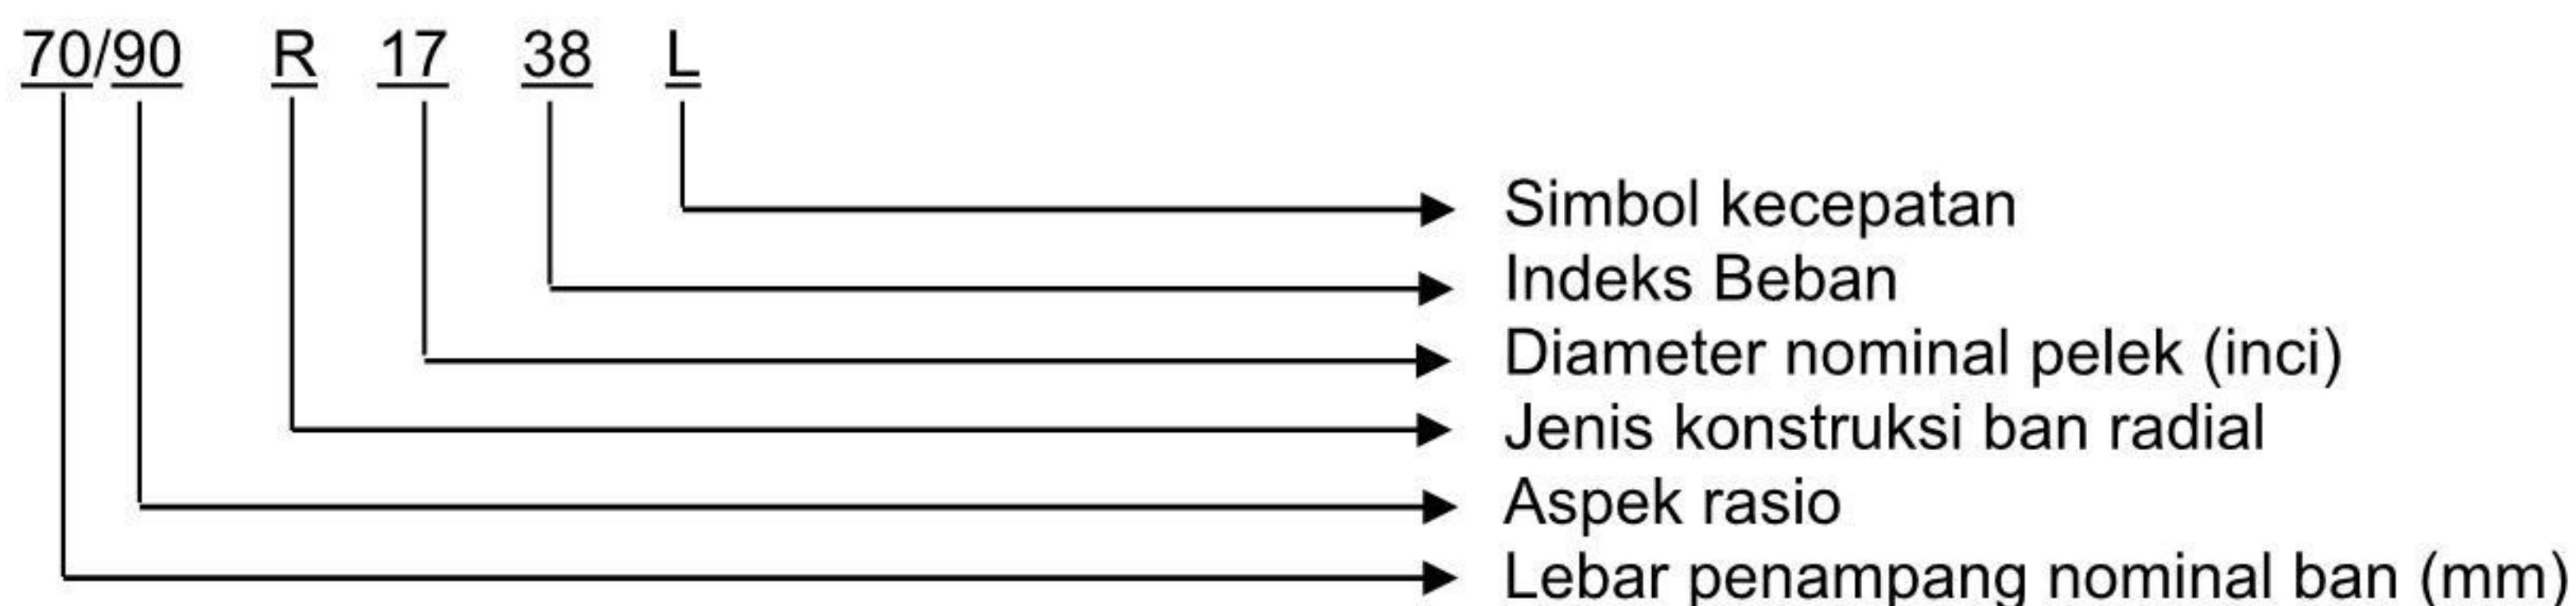 70/90 R 17 38 L
Simbol kecepatan
Indeks Beban
Diameter nominal pelek (inci)
Jenis konstruksi ban radial
Aspek rasio
Lebar penampang nominal ban (mm)